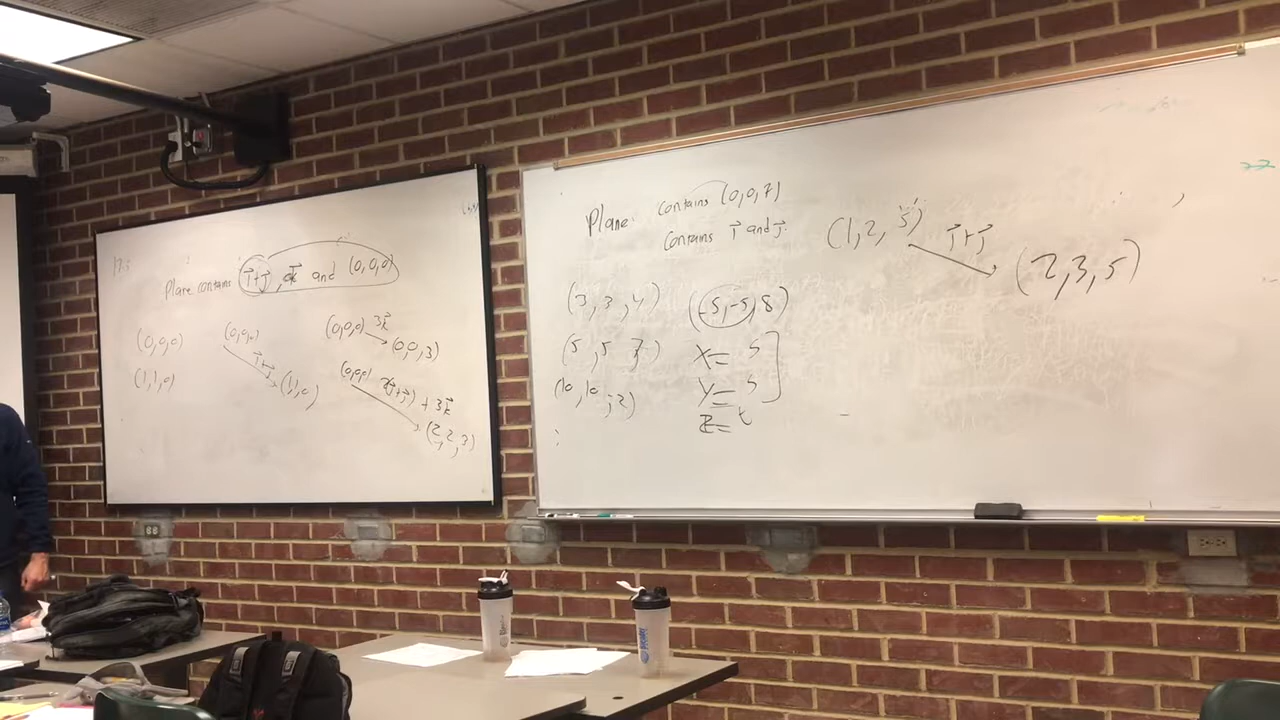 Plane contains i⃗+j⃗, k⃗ and (0,0,0)
(0,0,0)
(1,1,0)
(0,0,0)
i⃗+j⃗
(1,1,0)
(0,0,0) 3k⃗
(0,0,3)
(0,0,0) 2(i⃗+j⃗) + 3k⃗
(2,2,3)
Plane: contains (0,0,7)
contains i⃗ and j⃗.
(3,3,4)
(5,5,7)
(10,10,-2)
(-5,-5,8)
x= 5
y= 5
z= t
(1,2,5) i⃗+j⃗
(2,3,5)